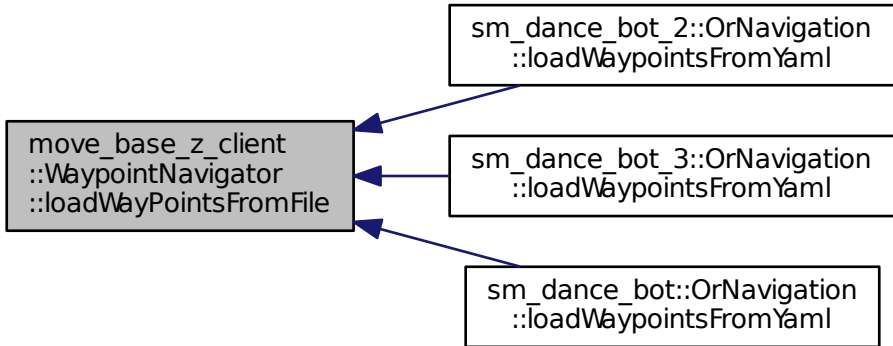 move_base_z_client
::WaypointNavigator
::loadWayPointsFromFile
sm_dance_bot_2::OrNavigation
::loadWaypointsFromYaml
sm_dance_bot_3::OrNavigation
::loadWaypointsFromYaml
sm_dance_bot::OrNavigation
::loadWaypointsFromYaml